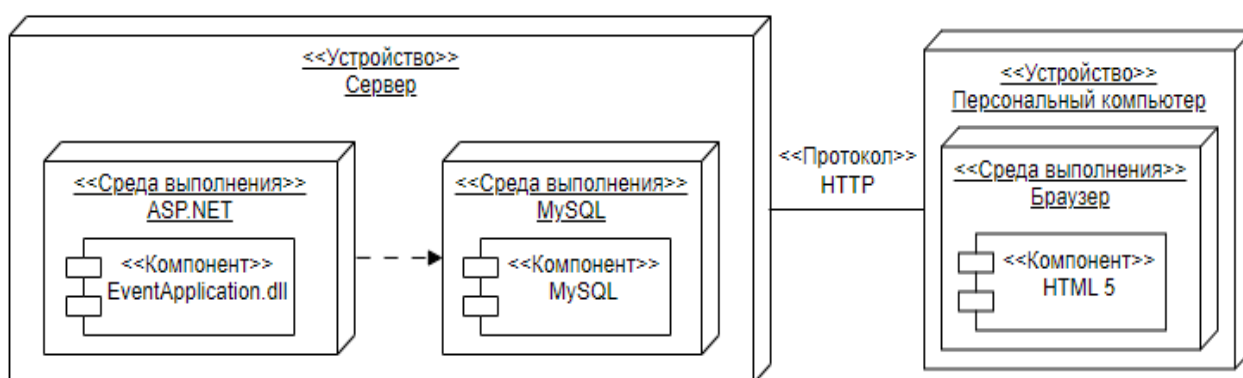 <<Устройство>>
Сервер
<<Среда выполнения>>
ASP.NET
<<Компонент>>
EventApplication.dll
<<Среда выполнения>>
MySQL
<<Компонент>>
MySQL
<<Протокол>>
HTTP
<<Устройство>>
Персональный компьютер
<<Среда выполнения>>
Браузер
<<Компонент>>
HTML 5